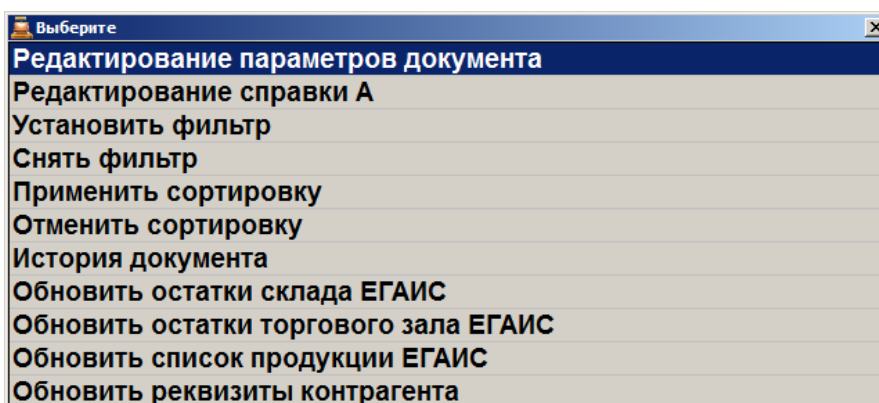 Выберите
Редактирование параметров документа
Редактирование справки А
Установить фильтр
Снять фильтр
Применить сортировку
Отменить сортировку
История документа
Обновить остатки склада ЕГАИС
Обновить остатки торгового зала ЕГАИС
Обновить список продукции ЕГАИС
Обновить реквизиты контрагента